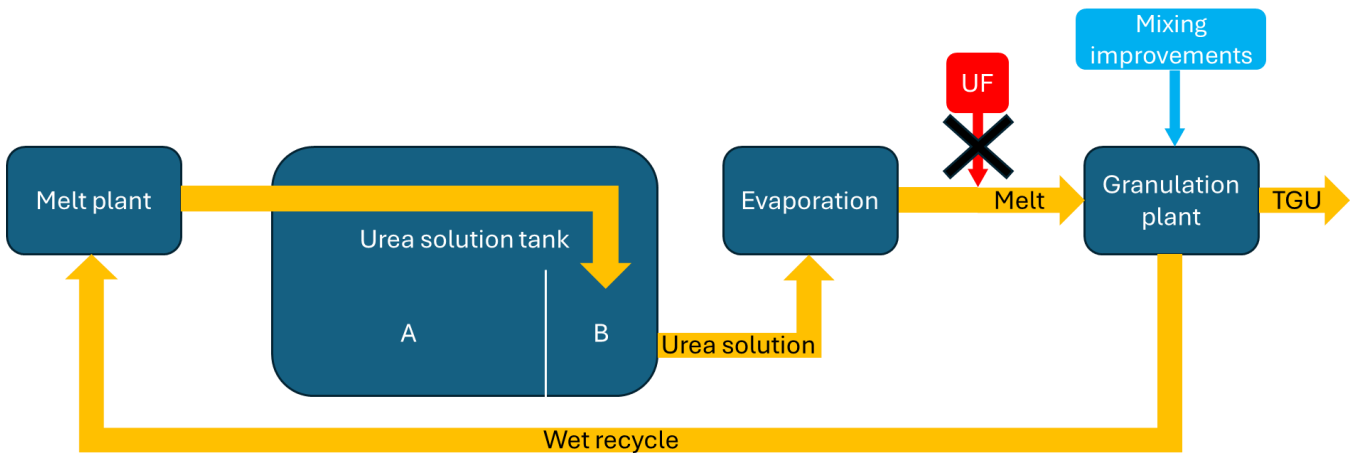 Mixing
improvements
UF
Melt plant
Urea solution tank
A
B
Urea solution
Evaporation
Melt
Granulation
plant
TGU
Wet recycle